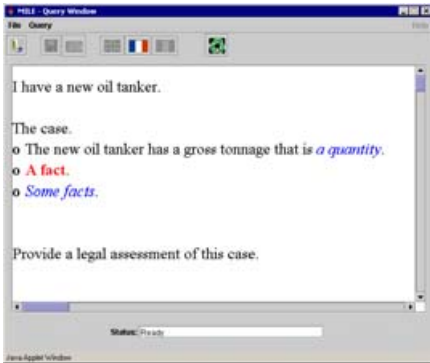 MILE - Query Window
File Query Help
I have a new oil tanker.
The case.
o The new oil tanker has a gross tonnage that is a quantity.
o A fact.
o Some facts.
Provide a legal assessment of this case.
Status: Ready
Java Applet Window